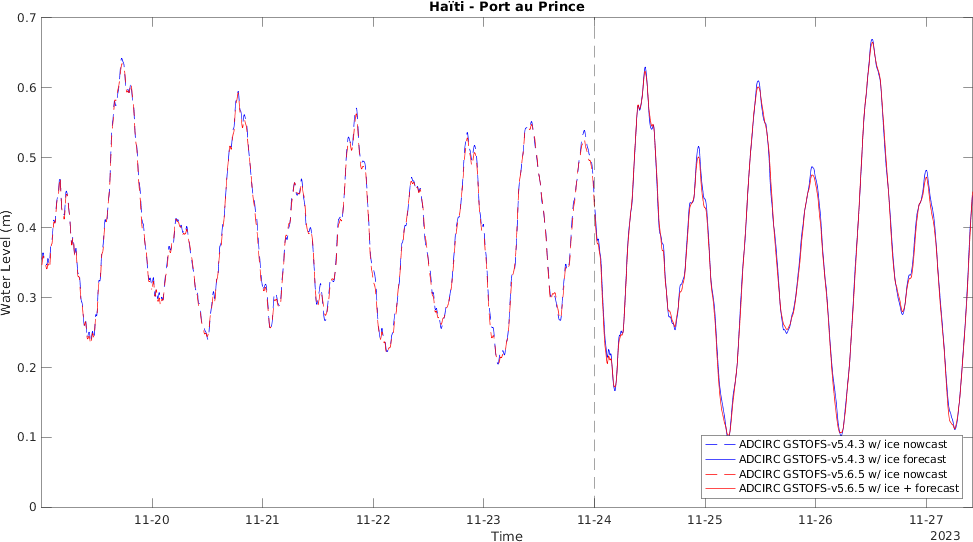 Haïti - Port au Prince
0.7
0.6
0.5
0.4
0.3
0.2
0.1
0
Water Level (m)
ADCIRC GSTOFS-v5.4.3 w/ ice nowcast
ADCIRC GSTOFS-v5.4.3 w/ ice forecast
ADCIRC GSTOFS-v5.6.5 w/ ice nowcast
ADCIRC GSTOFS-v5.6.5 w/ ice + forecast
11-20 11-21 11-22 11-23 11-24 11-25 11-26 11-27
Time
2023